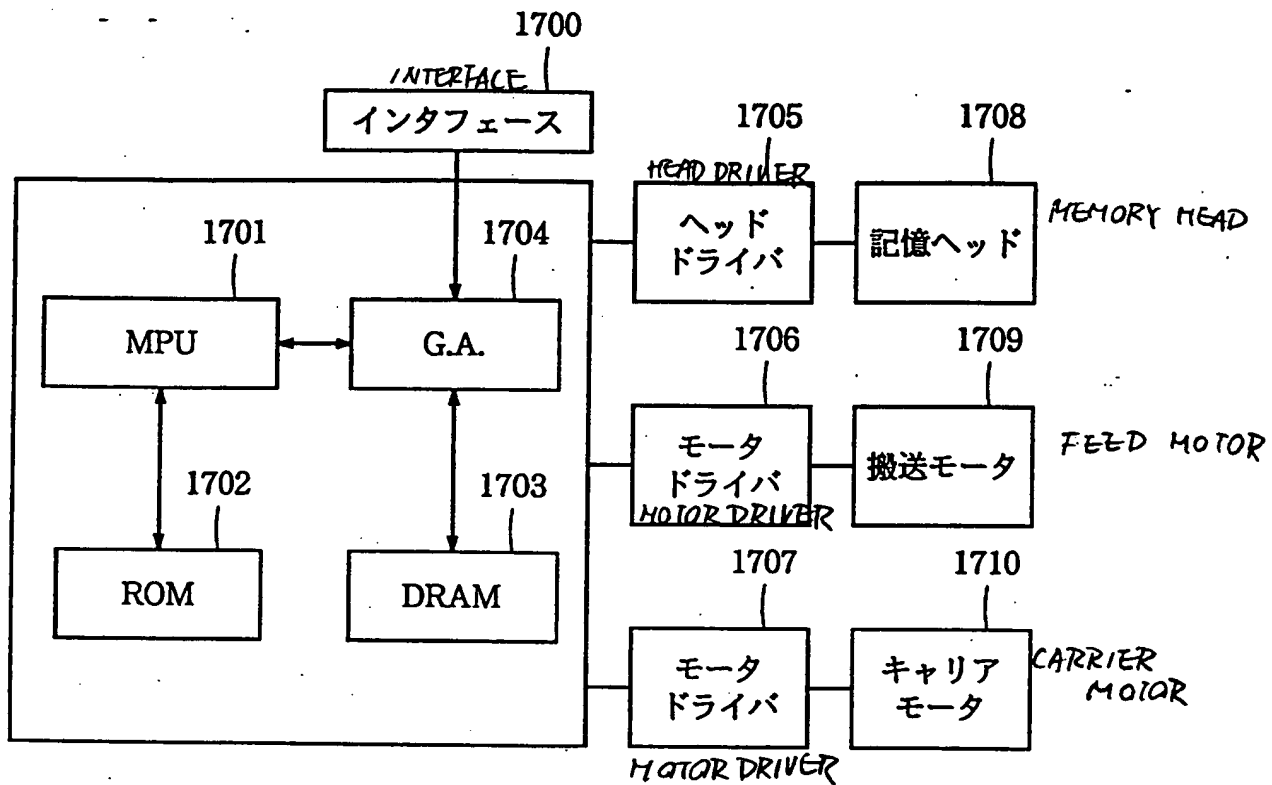 1700
INTERFACE
インタフェース
1705
1708
HEAD DRIVER
ヘッド
ドライバ
記憶ヘッド
MEMORY HEAD
1701
1704
MPU
G.A.
1706
1709
モータ
ドライバ
MOTOR DRIVER
搬送モータ
FEED MOTOR
1702
1703
ROM
DRAM
1707
1710
モータ
ドライバ
MOTOR DRIVER
キャリア
モータ
CARRIER
MOTOR